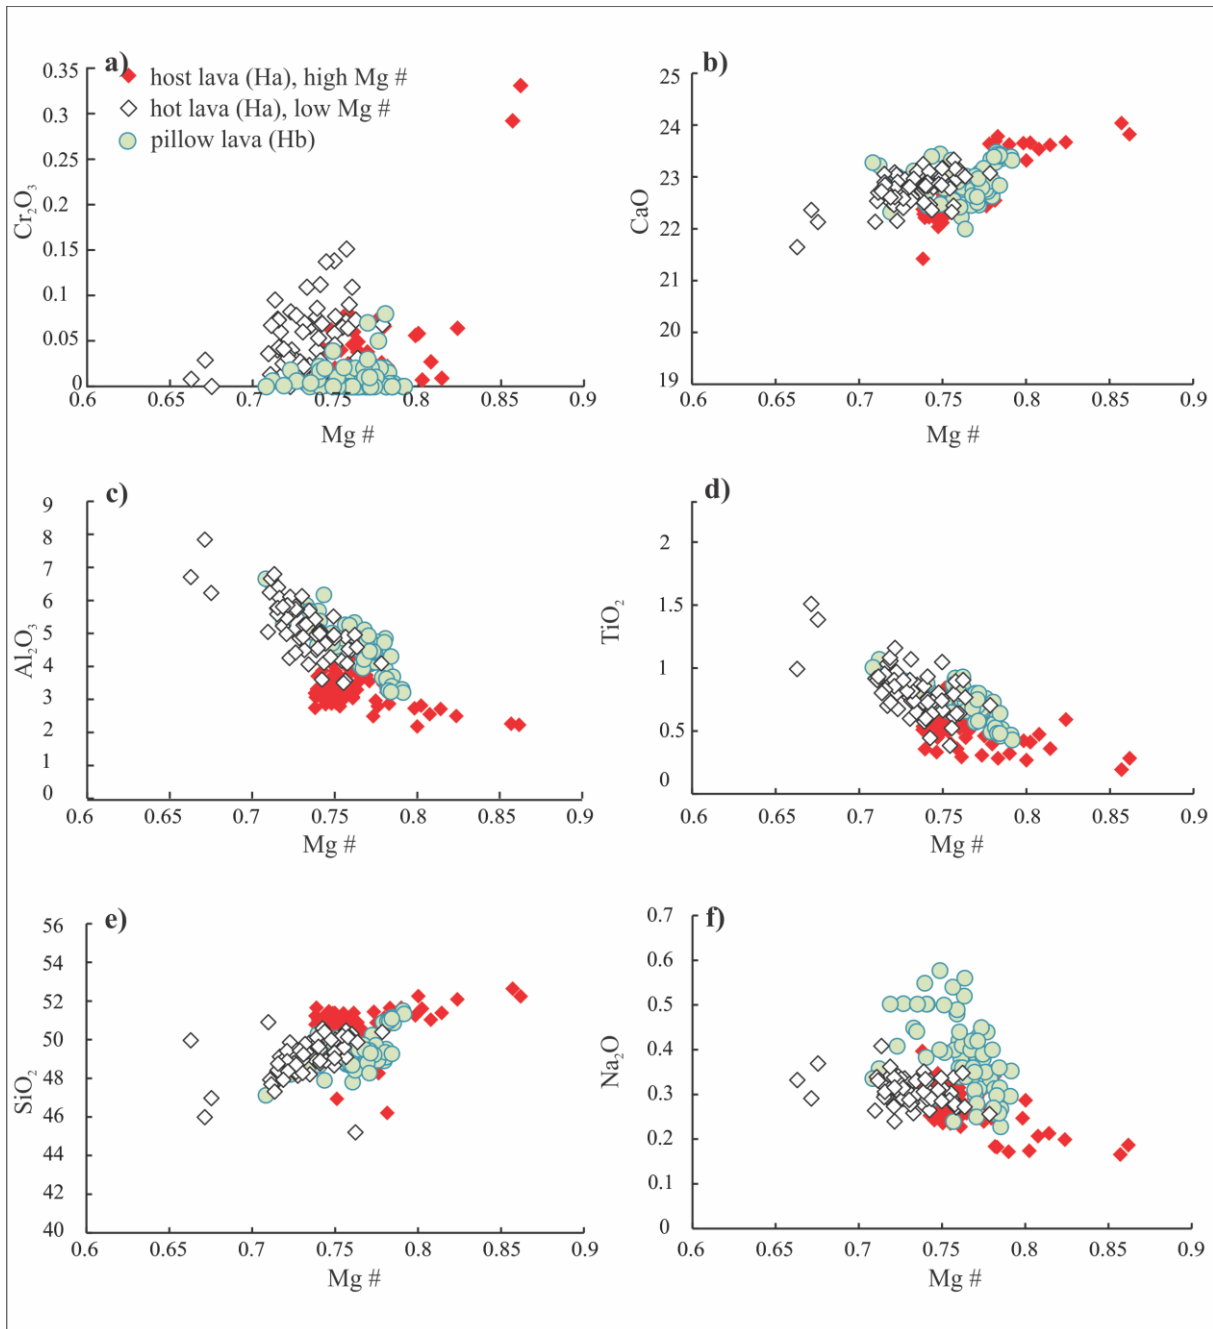 a)
host lava (Ha), high Mg #
hot lava (Ha), low Mg #
pillow lava (Hb)
Cr2O3
0.35
0.3
0.25
0.2
0.15
0.1
0.05
0
0.6 0.65 0.7 0.75 0.8 0.85 0.9
Mg #
b)
CaO
25
24
23
22
21
20
19
0.6 0.65 0.7 0.75 0.8 0.85 0.9
Mg #
c)
Al2O3
9
8
7
6
5
4
3
2
1
0
0.6 0.65 0.7 0.75 0.8 0.85 0.9
Mg #
d)
TiO2
2
1.5
1
0.5
0
0.6 0.65 0.7 0.75 0.8 0.85 0.9
Mg #
e)
SiO2
56
54
52
50
48
46
44
42
40
0.6 0.65 0.7 0.75 0.8 0.85 0.9
Mg #
f)
Na2O
0.7
0.6
0.5
0.4
0.3
0.2
0.1
0
0.6 0.65 0.7 0.75 0.8 0.85 0.9
Mg #